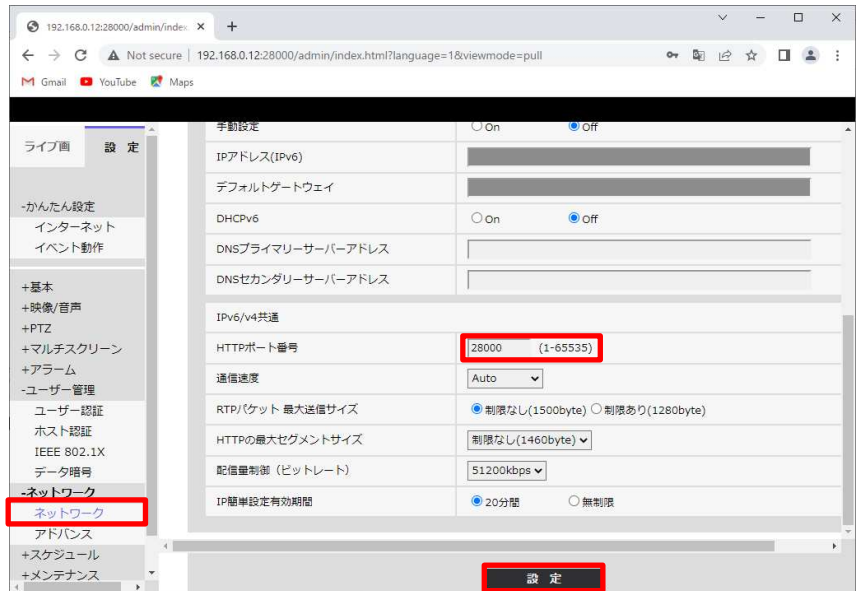 192.168.0.12:28000/admin/index
Not secure 192.168.0.12:28000/admin/index.html?language=1&viewmode=pull
Gmail YouTube Maps
ライブ画 設 定
-かんたん設定
インターネット
イベント動作
+基本
+映像/音声
+PTZ
+マルチスクリーン
+アラーム
-ユーザー管理
ユーザー認証
ホスト認証
IEEE 802.1X
データ暗号
-ネットワーク
ネットワーク
アドバンス
+スケジュール
+メンテナンス
手動設定 On Off
IPアドレス(IPv6)
デフォルトゲートウェイ
DHCPv6 On Off
DNSプライマリーサーバーアドレス
DNSセカンダリーサーバーアドレス
IPv6/v4共通
HTTPポート番号 28000 (1-65535)
通信速度 Auto
RTPパケット 最大送信サイズ 制限なし(1500byte) 制限あり(1280byte)
HTTPの最大セグメントサイズ 制限なし(1460byte)
配信量制御（ビットレート） 51200kbps
IP簡単設定有効期間 20分間 無制限
設 定